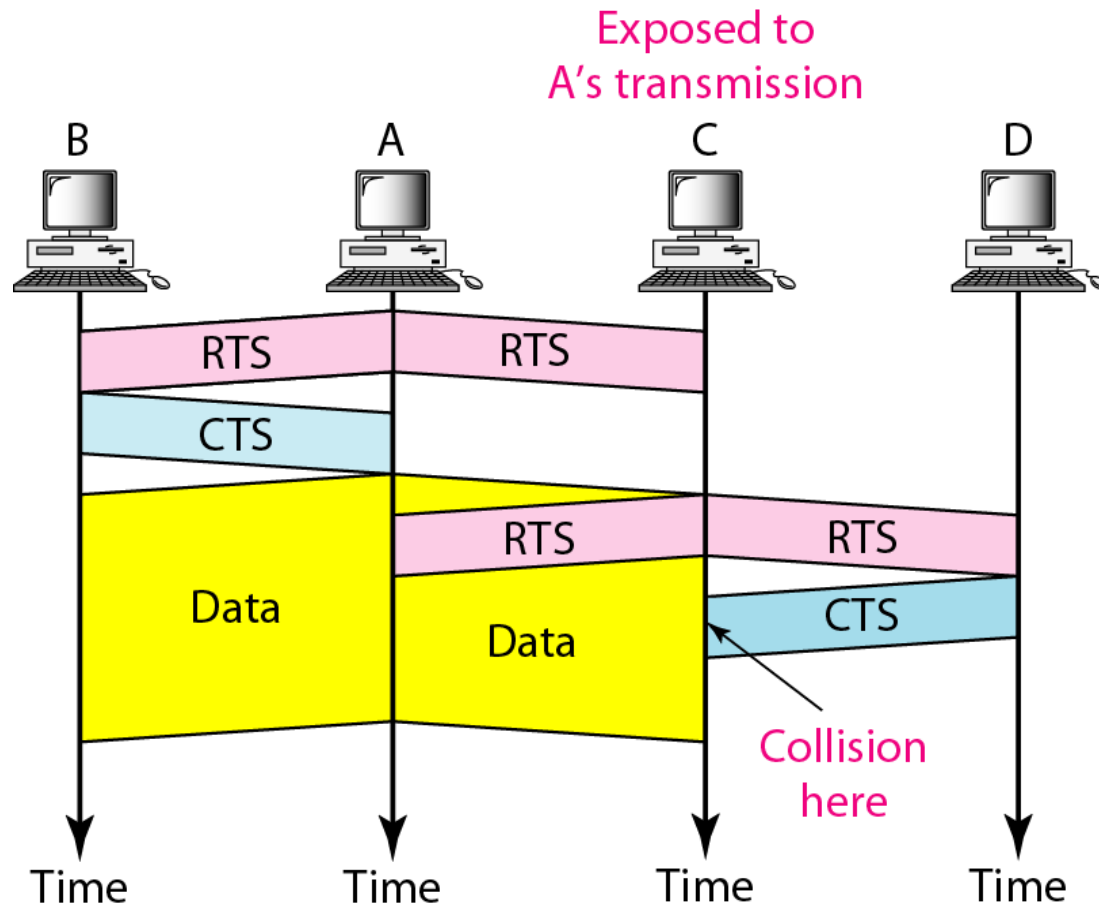 Exposed to
A's transmission
B
A
C
D
RTS
RTS
CTS
RTS
RTS
Data
Data
CTS
Collision
here
Time
Time
Time
Time